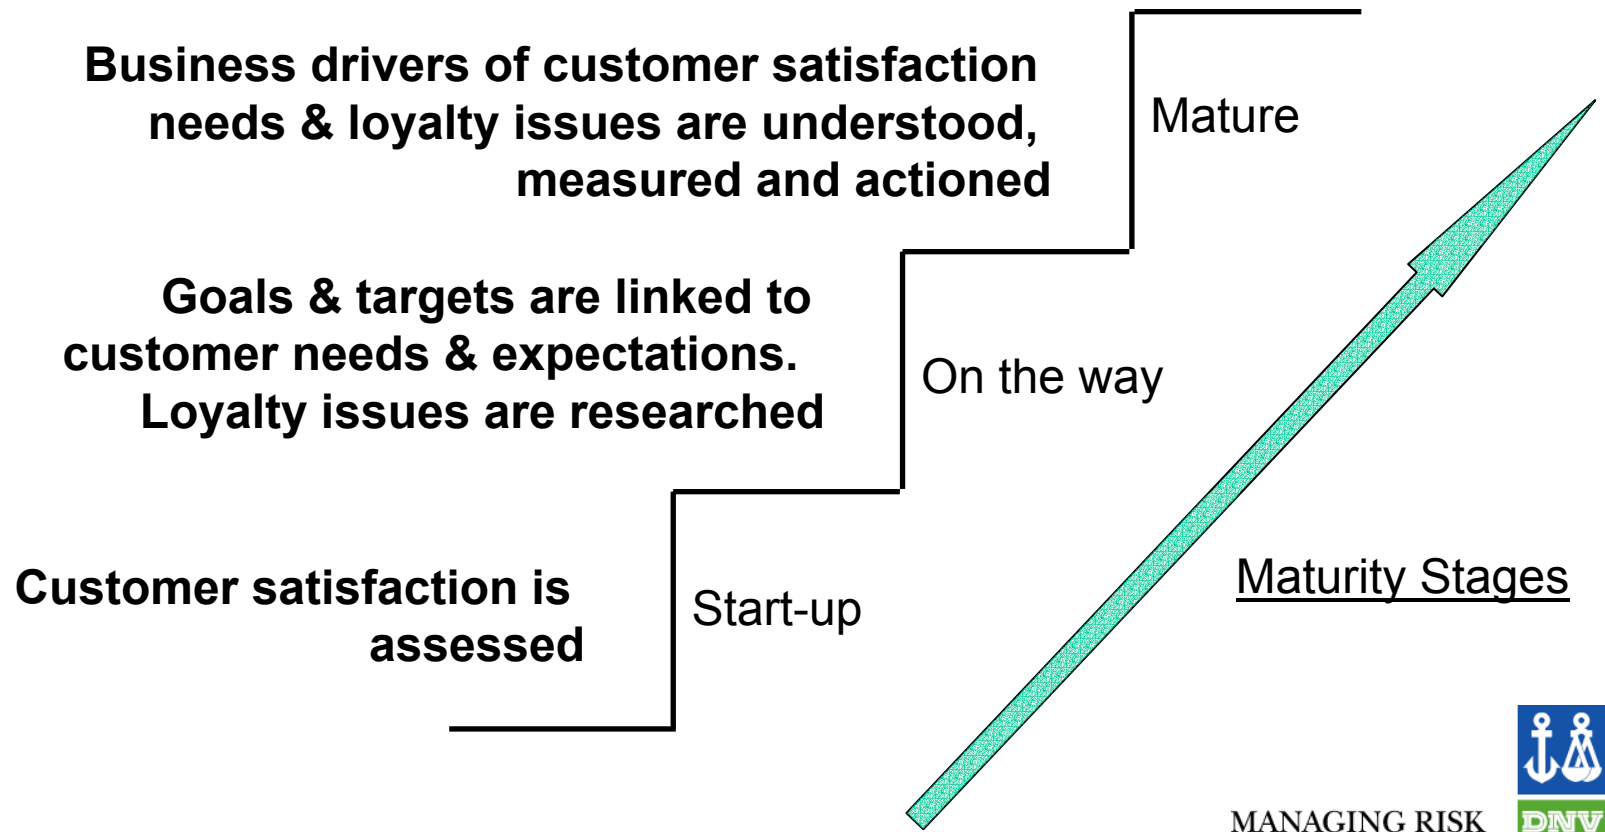 Business drivers of customer satisfaction
needs & loyalty issues are understood,
measured and actioned
Mature
Goals & targets are linked to
customer needs & expectations.
Loyalty issues are researched
On the way
Customer satisfaction is
assessed
Start-up
Maturity Stages
MANAGING RISK
DNV